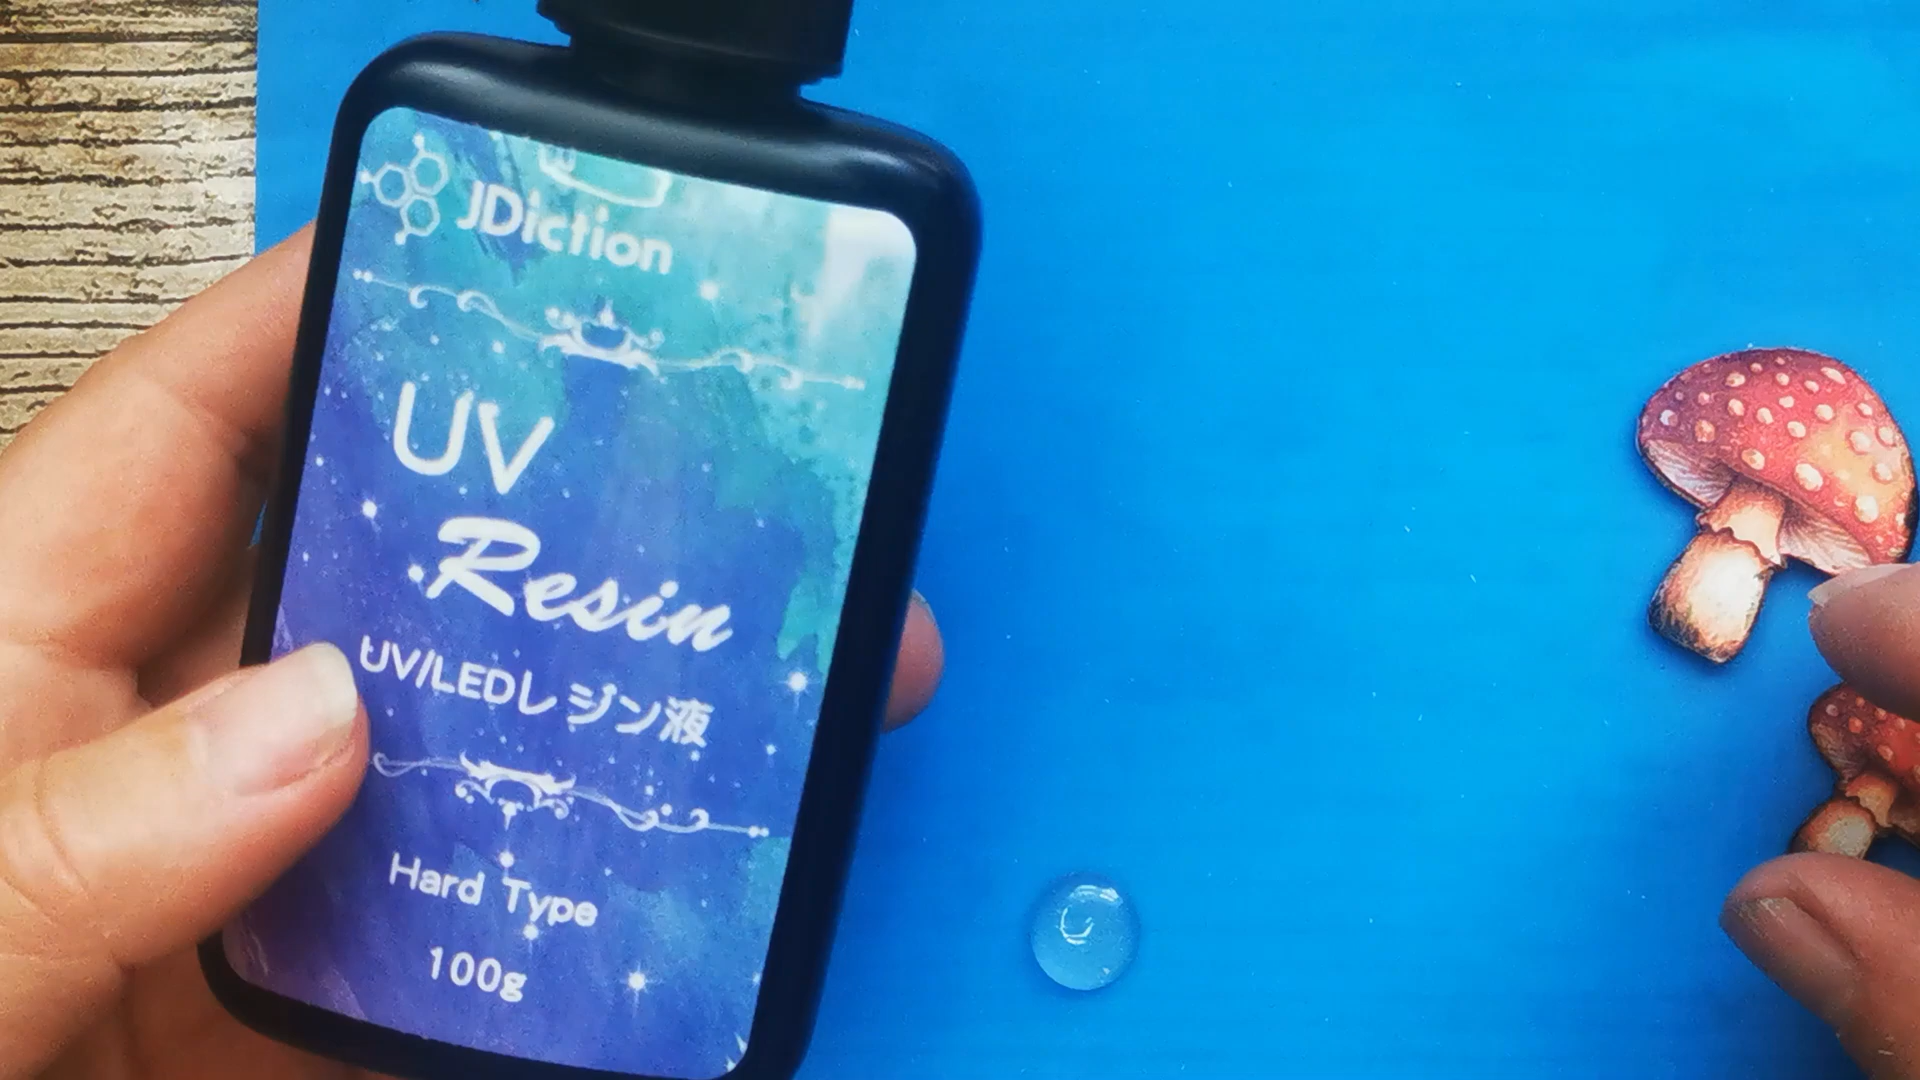 JDiction
UV
Resin
UV/LEDレジン液
Hard Type
100g